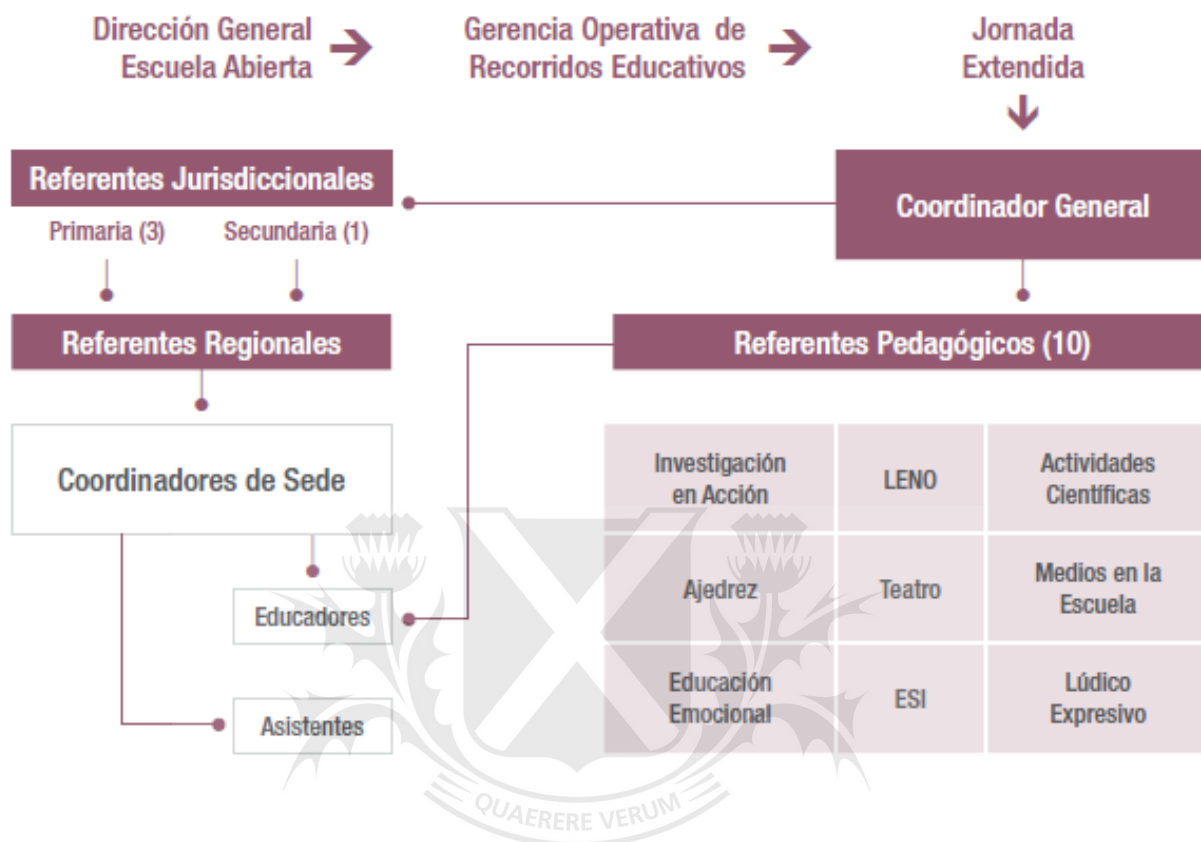 Dirección General
Escuela Abierta
Gerencia Operativa de
Recorridos Educativos
Jornada
Extendida
Referentes Jurisdiccionales
Primaria (3)
Secundaria (1)
Coordinador General
Referentes Regionales
Referentes Pedagógicos (10)
Coordinadores de Sede
Educadores
Asistentes
Investigación
en Acción
LENO
Actividades
Científicas
Ajedrez
Teatro
Medios en la
Escuela
Educación
Emocional
ESI
Lúdico
Expresivo
QUAERERE VERUM